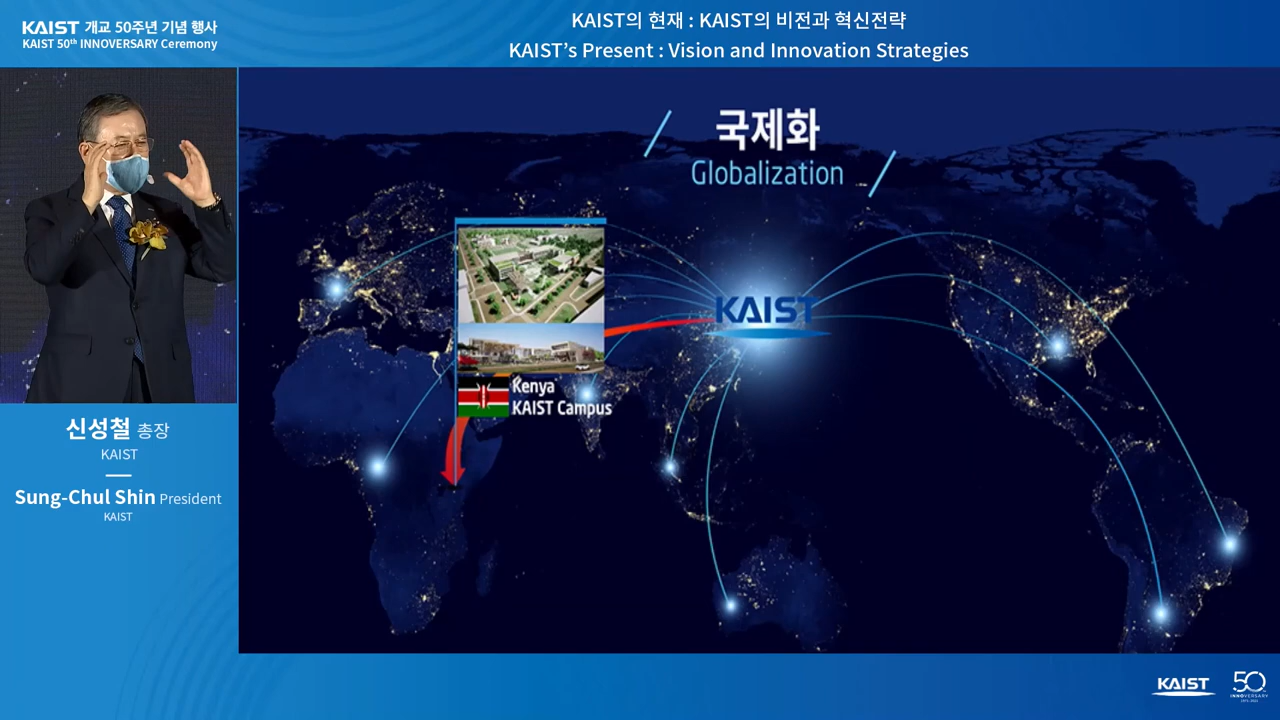 KAIST 개교 50주년 기념 행사
KAIST 50th INNOVERSARY Ceremony
KAIST의 현재 : KAIST의 비전과 혁신전략
KAIST's Present : Vision and Innovation Strategies
국제화
Globalization
KAIST
Kenya
KAIST Campus
신성철 총장
KAIST
Sung-Chul Shin President
KAIST
KAIST
50
INNOVERSARY